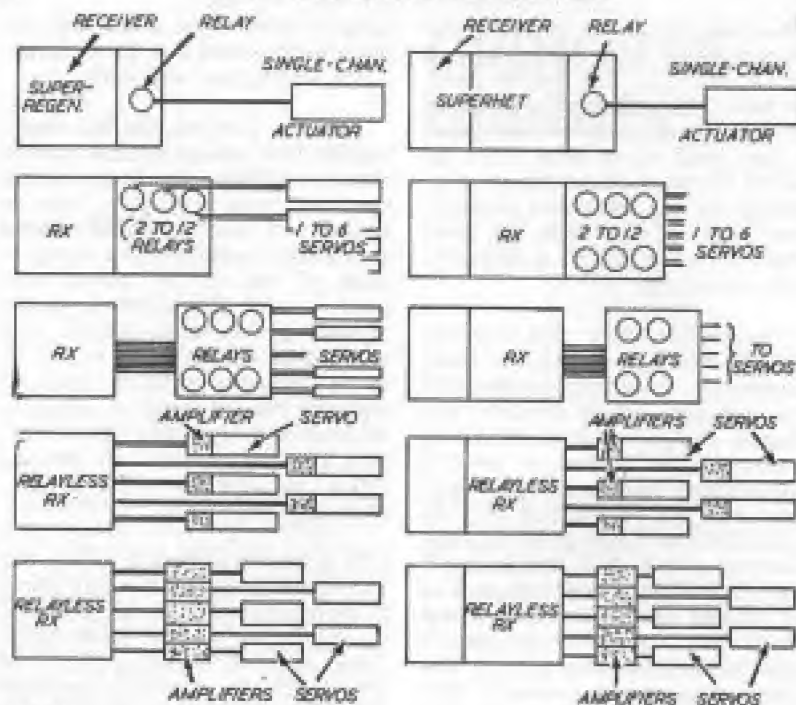 RECEIVER
RELAY
SUPER-
REGEN.
SINGLE-CHAN.
ACTUATOR
RECEIVER
RELAY
SUPERHET
SINGLE-CHAN.
ACTUATOR
RX
(2 TO 12
RELAYS
1 TO 6
SERVOS
RX
2 TO 12
1 TO 6
SERVOS
RX
RELAYS
SERVOS
RX
RELAYS
TO
SERVOS
AMPLIFIER
SERVO
RELAYLESS
RX
AMPLIFIERS
SERVOS
RELAYLESS
RX
RELAYLESS
RX
AMPLIFIERS
SERVOS
RELAYLESS
RX
AMPLIFIERS
SERVOS